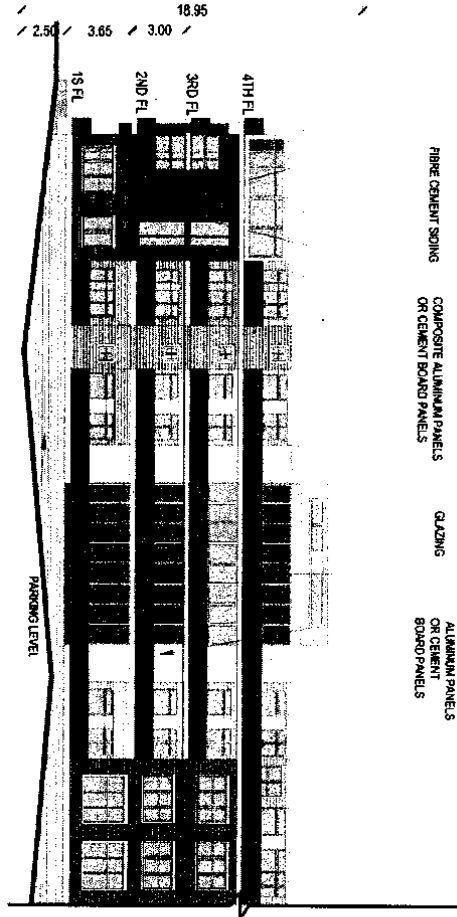 18.95
2.50 3.65 3.00
1S FL
2ND FL
3RD FL
4TH FL
FIBRE CEMENT SIDING
COMPOSITE ALUMINUM PANELS
OR CEMENT BOARD PANELS
GLAZING
ALUMINUM PANELS
OR CEMENT
BOARD PANELS
PARKING LEVEL